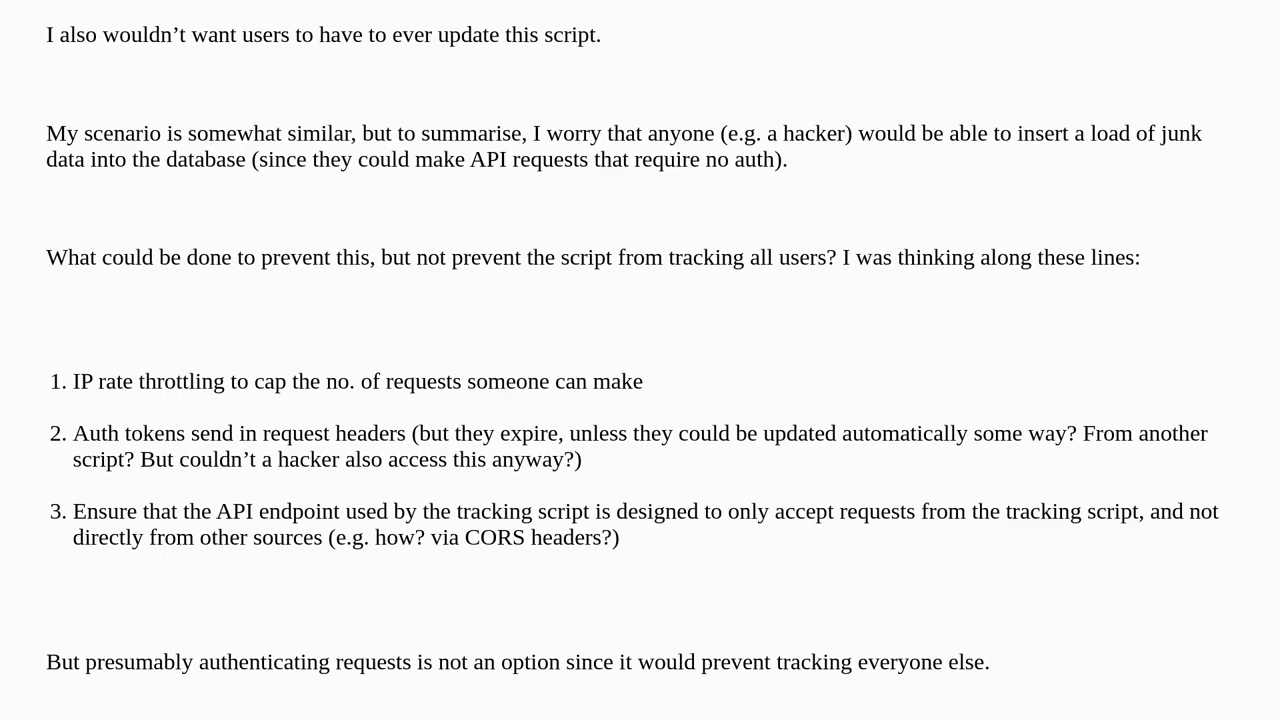 I also wouldn’t want users to have to ever update this script.
My scenario is somewhat similar, but to summarise, I worry that anyone (e.g. a hacker) would be able to insert a load of junk
data into the database (since they could make API requests that require no auth).
What could be done to prevent this, but not prevent the script from tracking all users? I was thinking along these lines:
1. IP rate throttling to cap the no. of requests someone can make
2. Auth tokens send in request headers (but they expire, unless they could be updated automatically some way? From another
script? But couldn’t a hacker also access this anyway?)
3. Ensure that the API endpoint used by the tracking script is designed to only accept requests from the tracking script, and not
directly from other sources (e.g. how? via CORS headers?)
But presumably authenticating requests is not an option since it would prevent tracking everyone else.